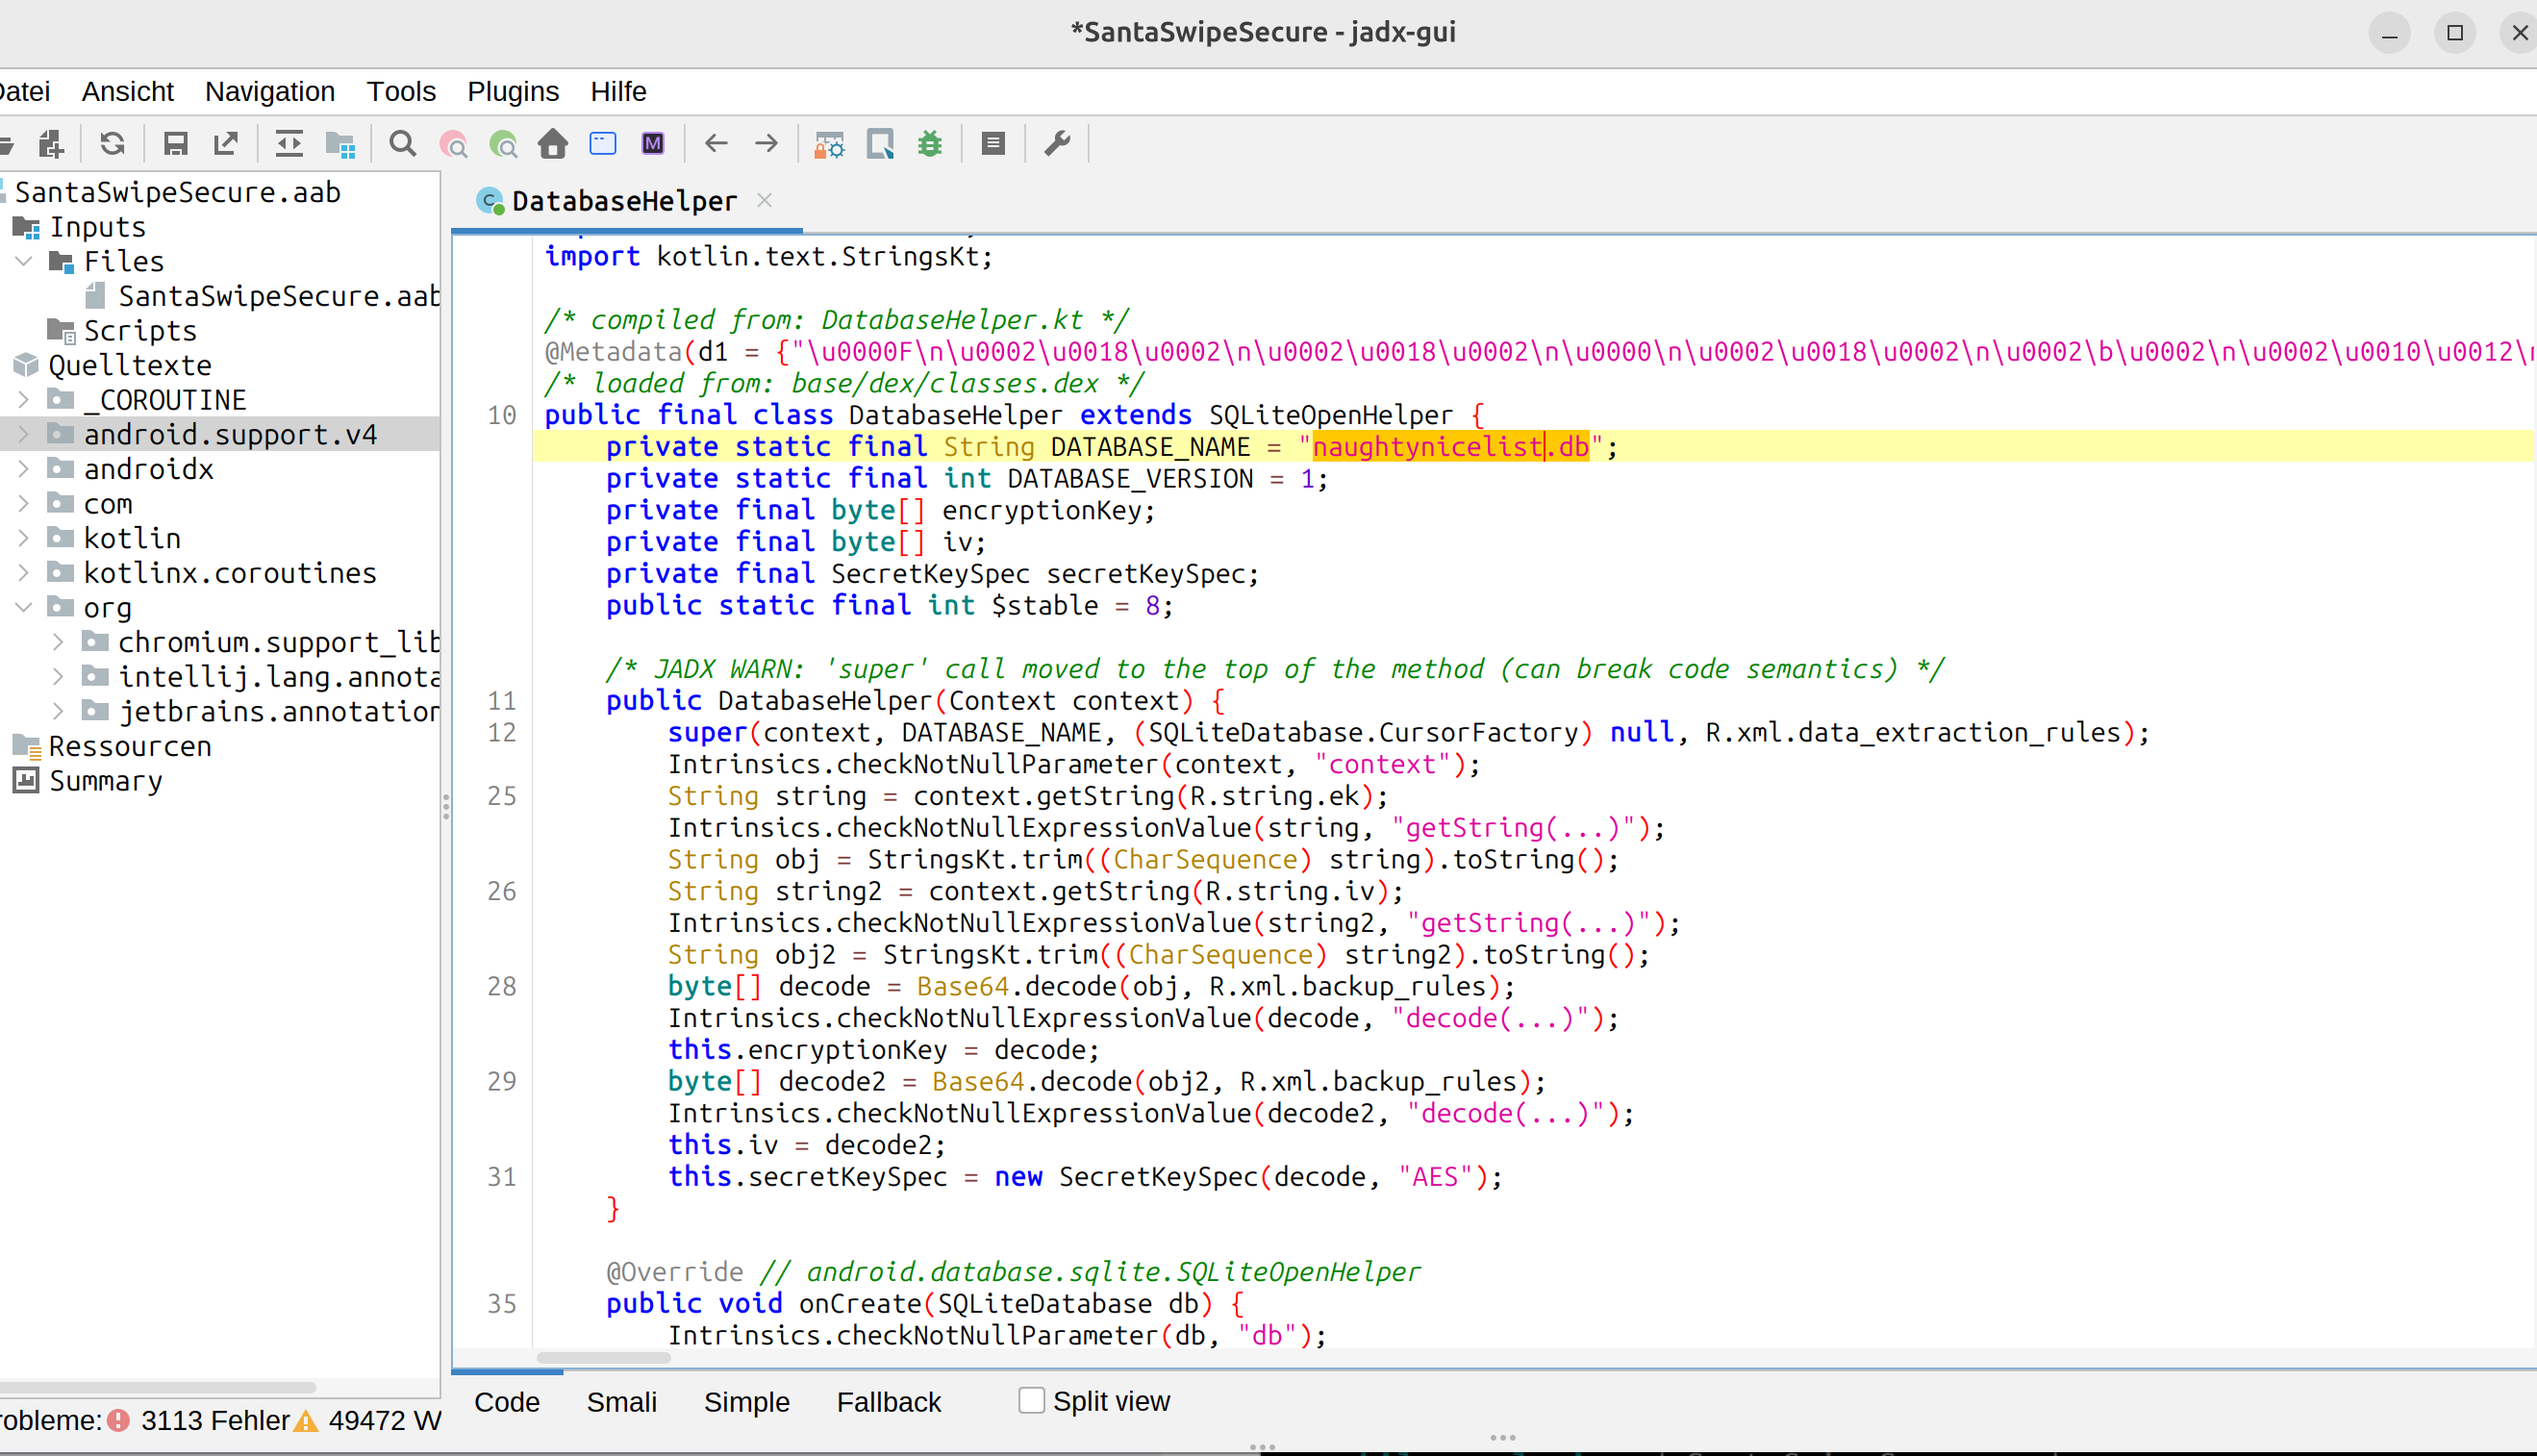 *SantaSwipeSecure - jadx-gui
Datei Ansicht Navigation Tools Plugins Hilfe
SantaSwipeSecure.aab
Inputs
Files
SantaSwipeSecure.aab
Scripts
Quelltexte
_COROUTINE
android.support.v4
androidx
com
kotlin
kotlinx.coroutines
org
chromium.support_lib
intellij.lang.annota
jetbrains.annotation
Ressourcen
Summary
robleme: 3113 Fehler 49472 W
DatabaseHelper
import kotlin.text.StringsKt;
/* compiled from: DatabaseHelper.kt */
@Metadata(d1 = {"\u0000F\n\u0002\u0018\u0002\n\u0002\u0018\u0002\n\u0000\n\u0002\u0018\u0002\n\u0002\b\u0002\n\u0002\u0010\u0012\n
/* loaded from: base/dex/classes.dex */
10 public final class DatabaseHelper extends SQLiteOpenHelper {
private static final String DATABASE_NAME = "naughtynicelist.db";
private static final int DATABASE_VERSION = 1;
private final byte[] encryptionKey;
private final byte[] iv;
private final SecretKeySpec secretKeySpec;
public static final int $stable = 8;
/* JADX WARN: 'super' call moved to the top of the method (can break code semantics) */
11 public DatabaseHelper(Context context) {
12 super(context, DATABASE_NAME, (SQLiteDatabase.CursorFactory) null, R.xml.data_extraction_rules);
Intrinsics.checkNotNullParameter(context, "context");
25 String string = context.getString(R.string.ek);
Intrinsics.checkNotNullExpressionValue(string, "getString(...)");
String obj = StringsKt.trim((CharSequence) string).toString();
26 String string2 = context.getString(R.string.iv);
Intrinsics.checkNotNullExpressionValue(string2, "getString(...)");
String obj2 = StringsKt.trim((CharSequence) string2).toString();
28 byte[] decode = Base64.decode(obj, R.xml.backup_rules);
Intrinsics.checkNotNullExpressionValue(decode, "decode(...)");
this.encryptionKey = decode;
29 byte[] decode2 = Base64.decode(obj2, R.xml.backup_rules);
Intrinsics.checkNotNullExpressionValue(decode2, "decode(...)");
this.iv = decode2;
31 this.secretKeySpec = new SecretKeySpec(decode, "AES");
}
@Override // android.database.sqlite.SQLiteOpenHelper
35 public void onCreate(SQLiteDatabase db) {
Intrinsics.checkNotNullParameter(db, "db");
Code Smali Simple Fallback Split view